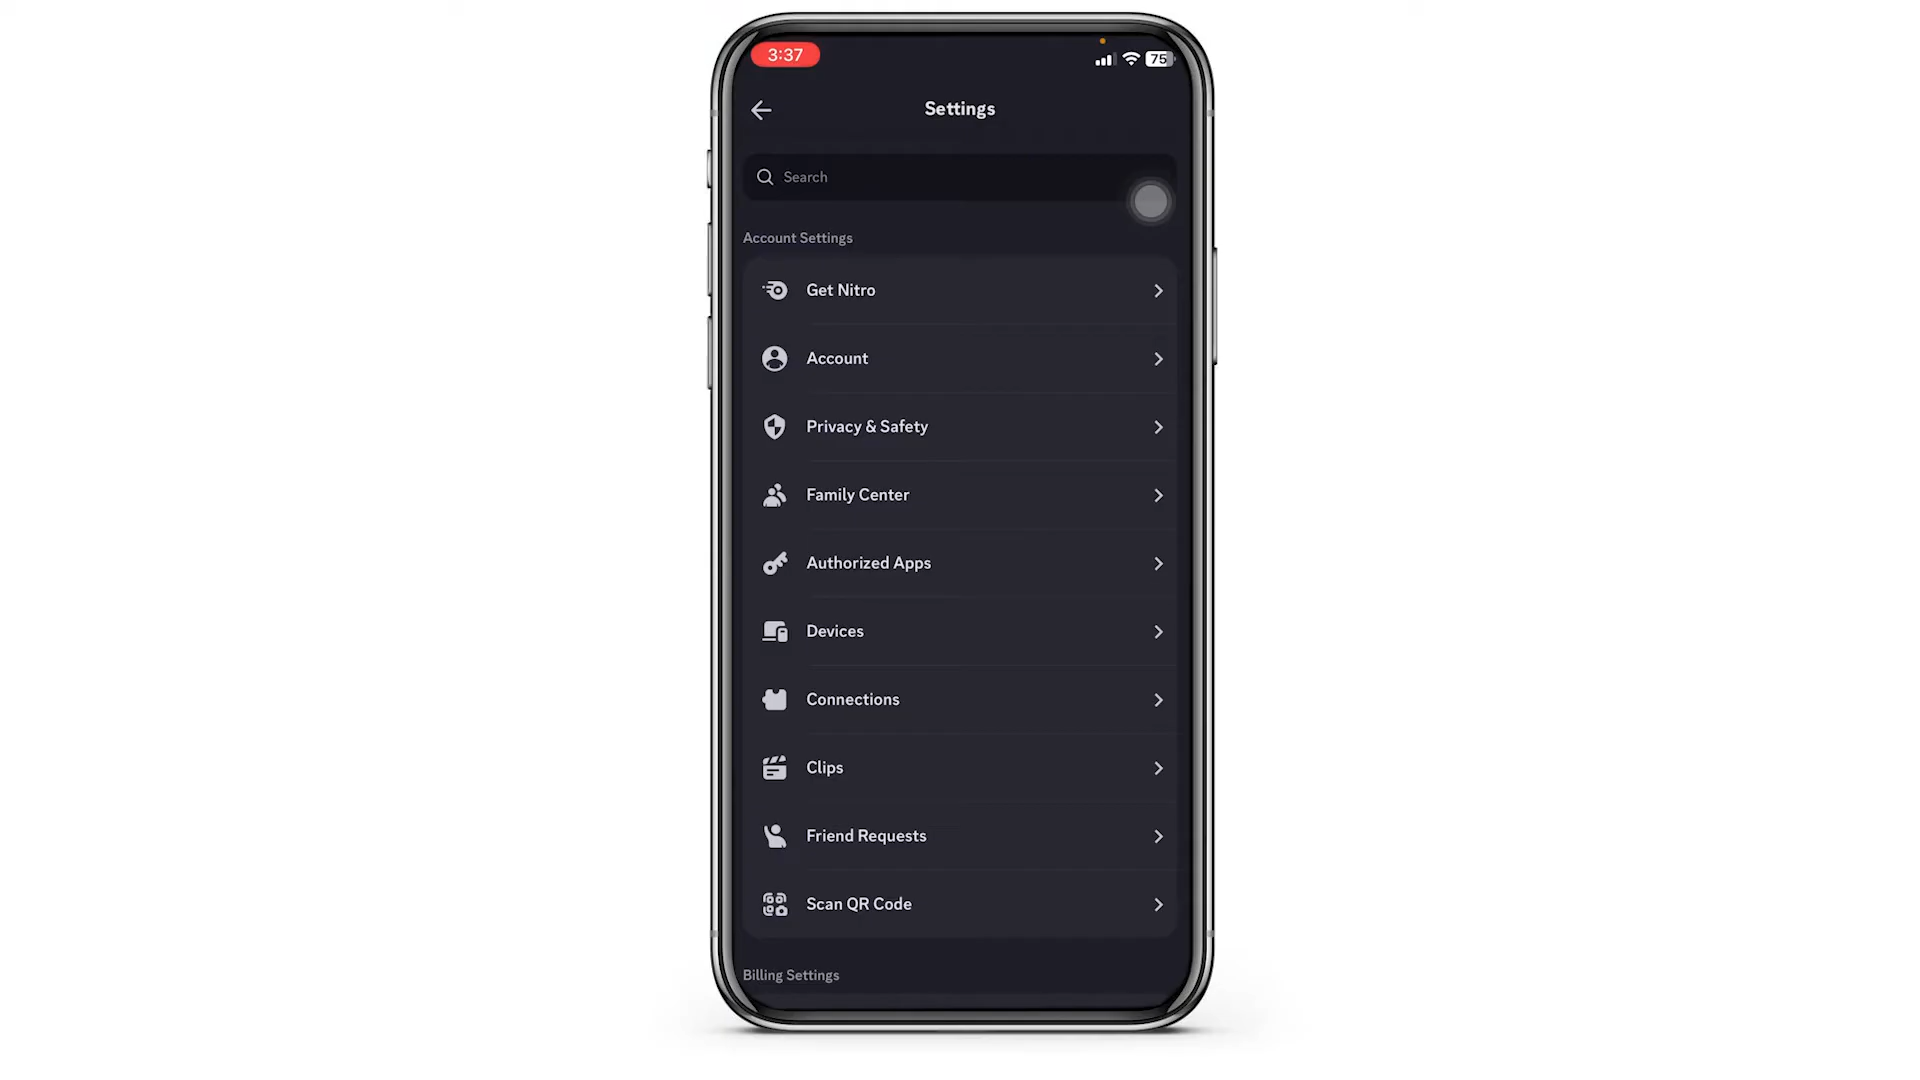 3:37
75
Settings
Search
Account Settings
Get Nitro
Account
Privacy & Safety
Family Center
Authorized Apps
Devices
Connections
Clips
Friend Requests
Scan QR Code
Billing Settings